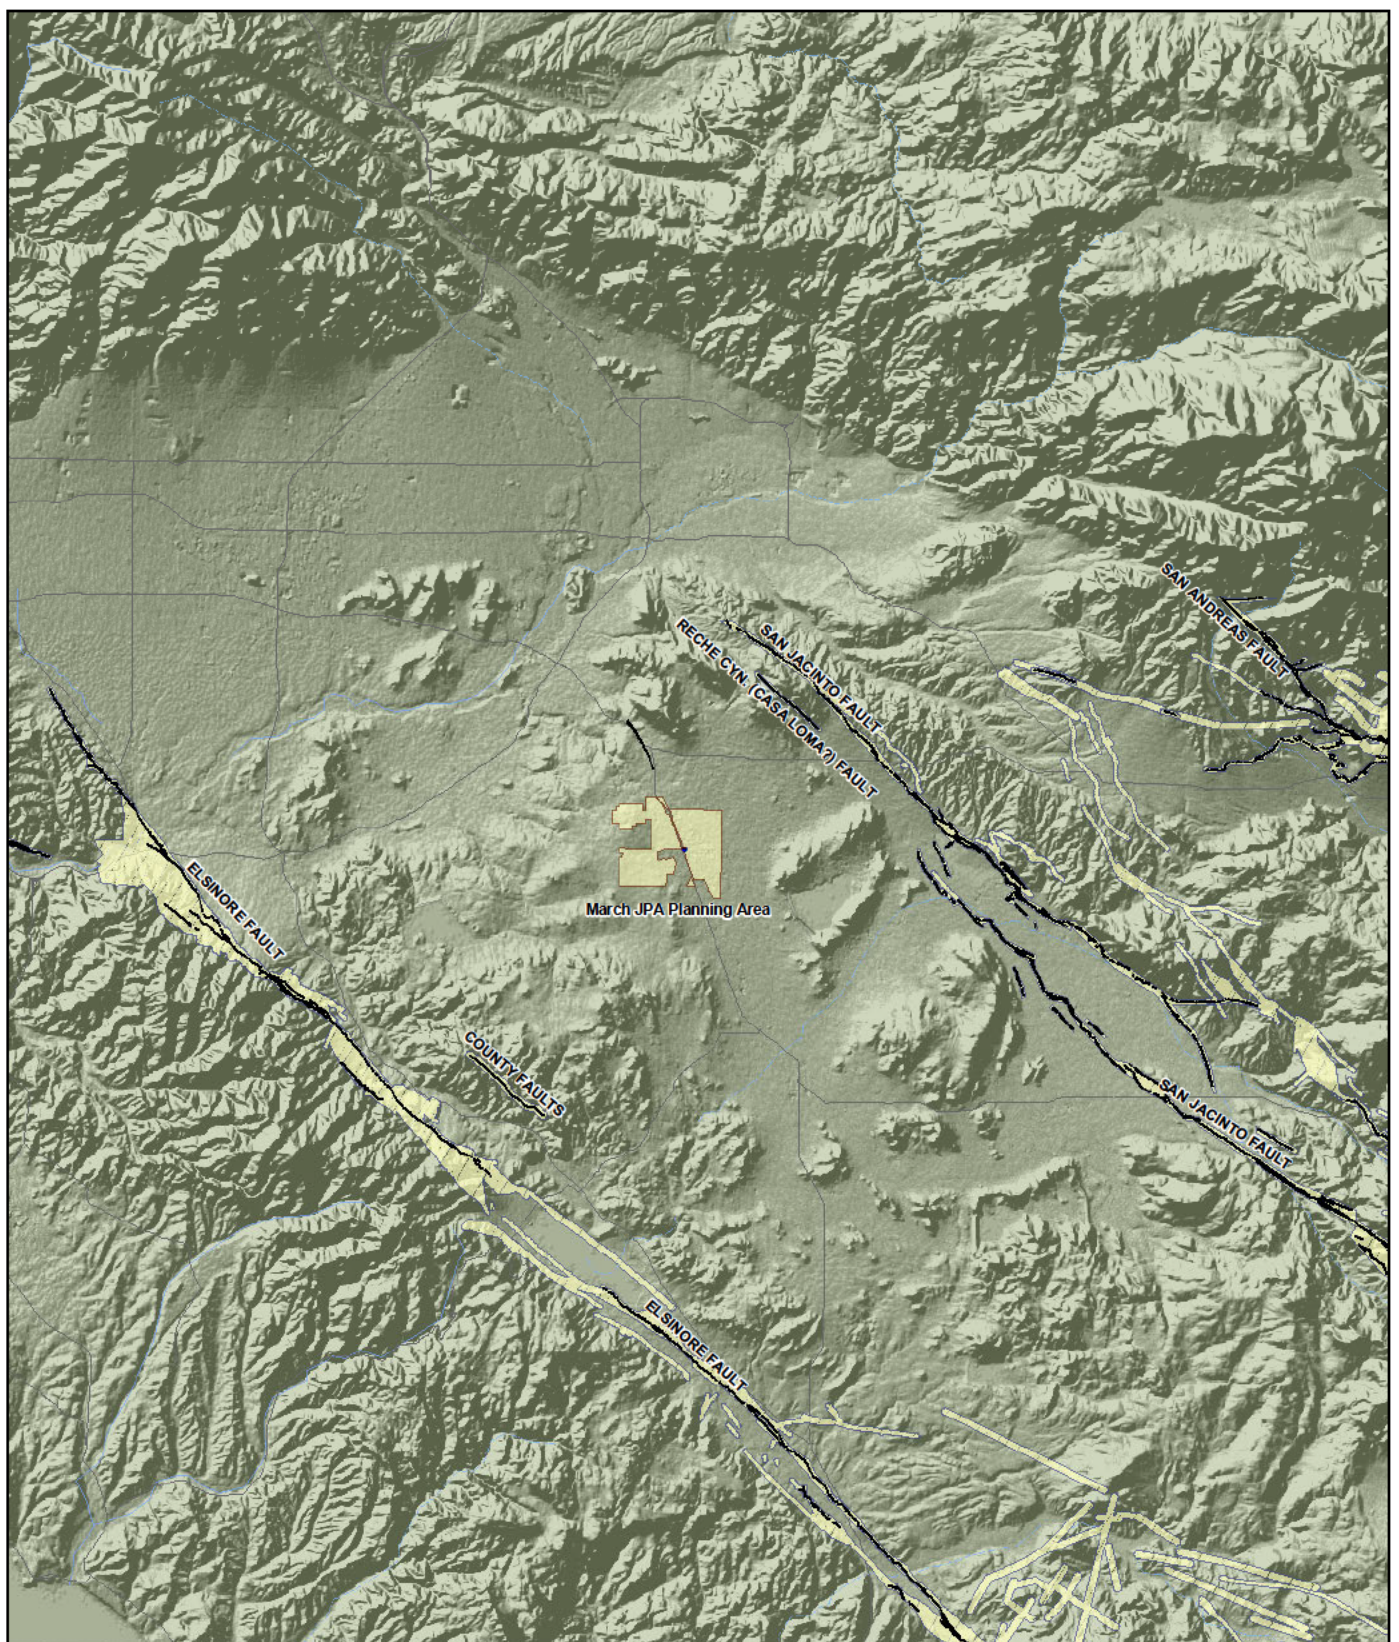 SAN ANDREAS FAULT
SAN JACINTO FAULT
RECHE CYN. (CASA LOMA?) FAULT
ELSINORE FAULT
March JPA Planning Area
COUNTY FAULTS
SAN JACINTO FAULT
ELSINORE FAULT